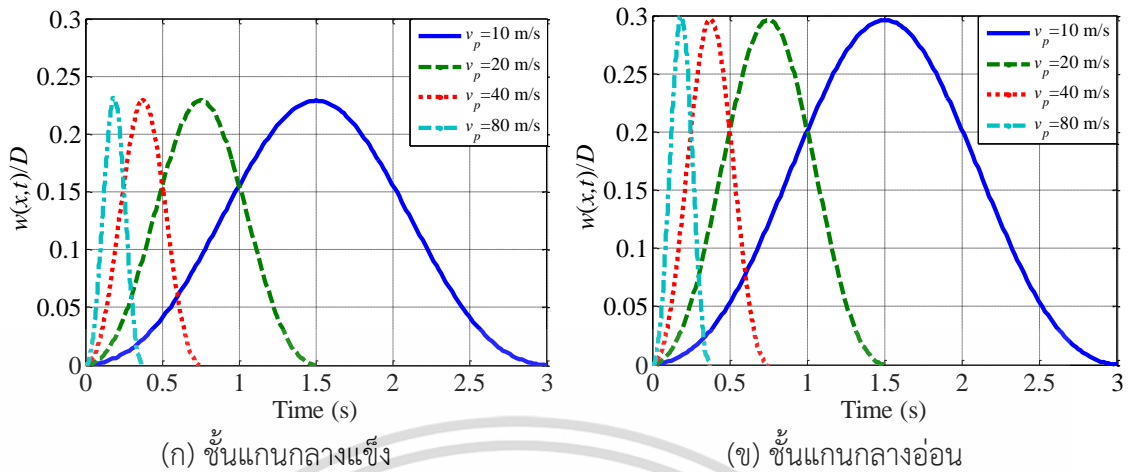 0.3
0.25
0.2
0.15
0.1
0.05
0
w(x,t)/D
v_p=10 m/s
v_p=20 m/s
v_p=40 m/s
v_p=80 m/s
0 0.5 1 1.5 2 2.5 3
Time (s)
(ก) ชั้นแกนกลางแข็ง
0.3
0.25
0.2
0.15
0.1
0.05
0
w(x,t)/D
v_p=10 m/s
v_p=20 m/s
v_p=40 m/s
v_p=80 m/s
0 0.5 1 1.5 2 2.5 3
Time (s)
(ข) ชั้นแกนกลางอ่อน